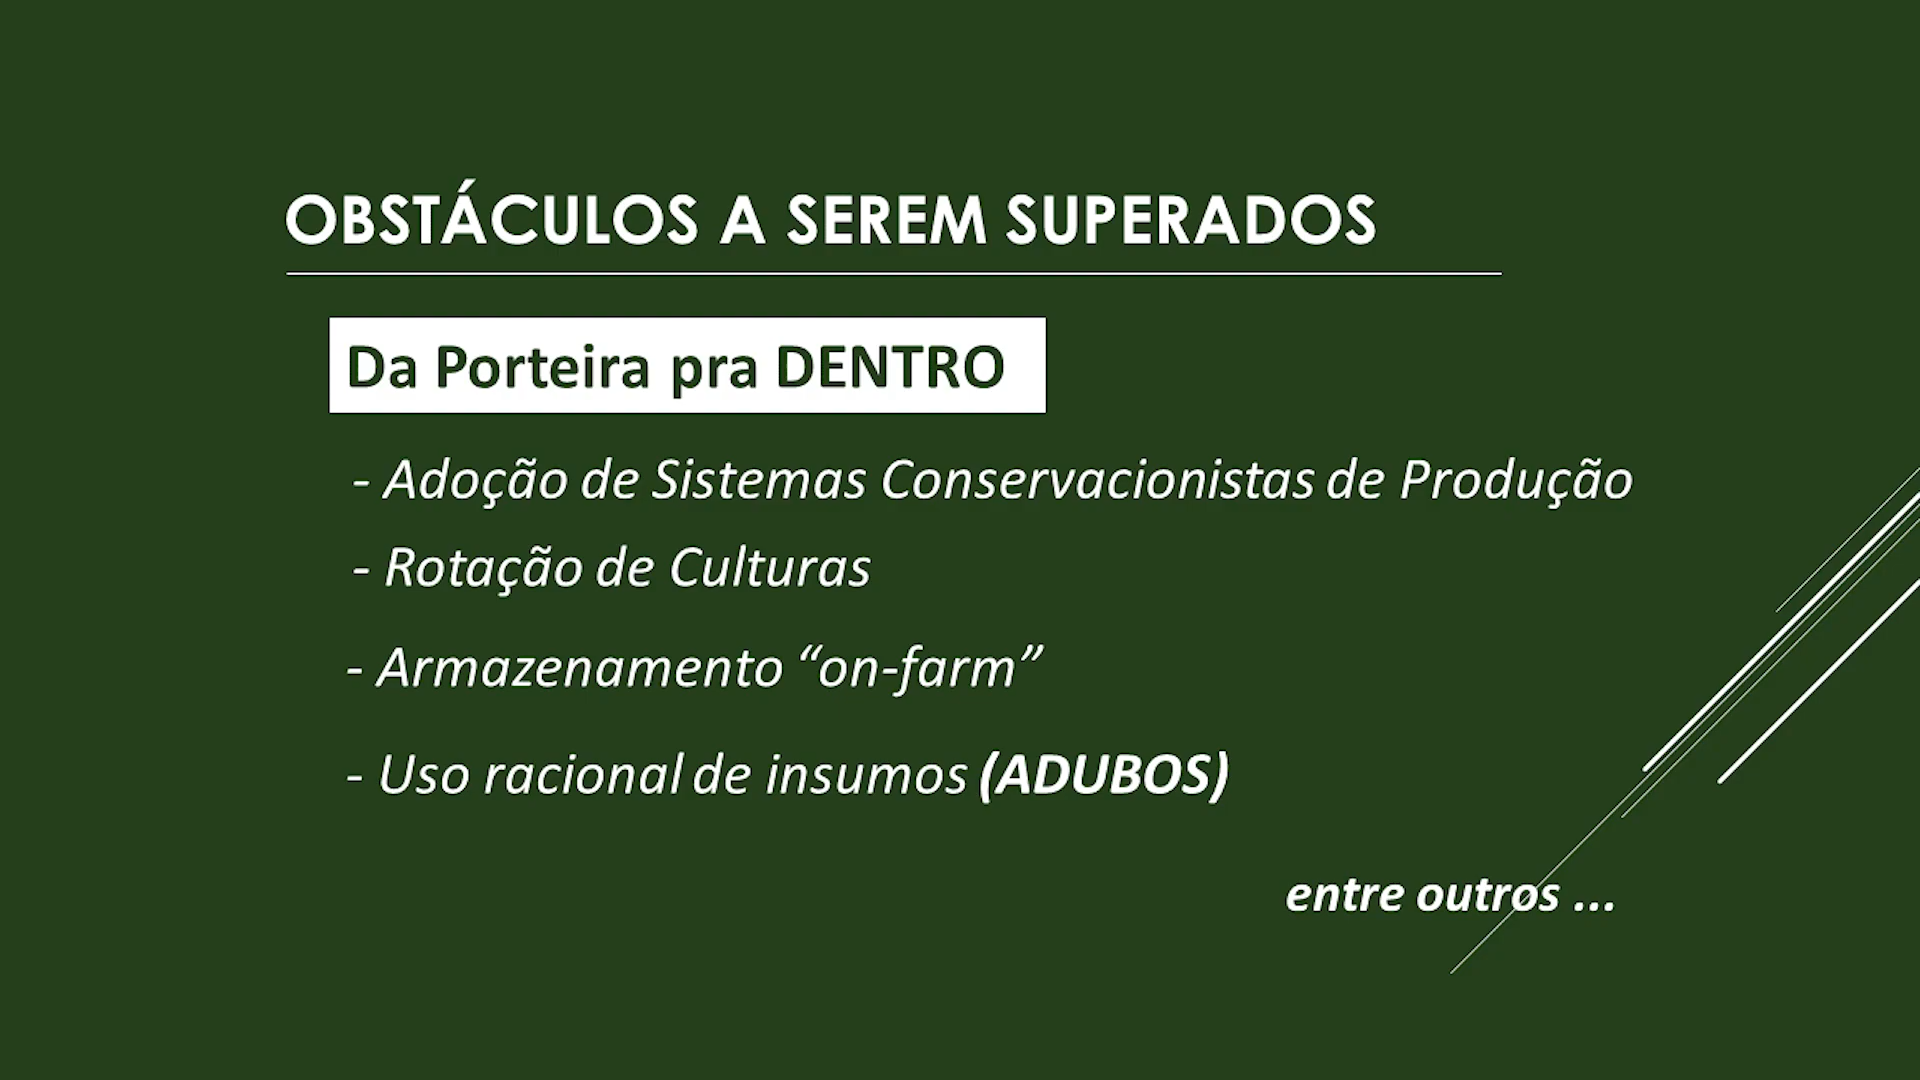 OBSTÁCULOS A SEREM SUPERADOS
Da Porteira pra DENTRO
- Adoção de Sistemas Conservacionistas de Produção
- Rotação de Culturas
- Armazenamento “on-farm”
- Uso racional de insumos (ADUBOS)
entre outros ...